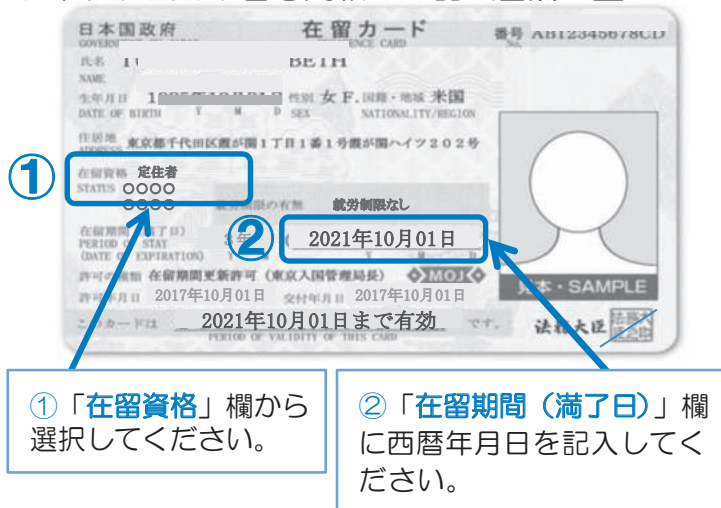 日本国政府 在留カード 番号 AB12345678CD
氏名
NAME
生年月日 性別 女 F. 国籍・地域 米国
DATE OF BIRTH Y M D SEX NATIONALITY/REGION
住居地 東京都千代田区霞が関1丁目1番1号霞が関ハイツ202号
① 在留資格 定住者
STATUS ○○○○
○○○○ 就労制限の有無 就労制限なし
② 2021年10月01日
PERIOD OF STAY
(DATE OF EXPIRATION) Y M D
許可の種類 在留期間更新許可(東京入国管理局長) MOJ
許可年月日 2017年10月01日 交付年月日 2017年10月01日
見本・SAMPLE
このカードは 2021年10月01日まで有効 です。
PERIOD OF VALIDITY OF THIS CARD
法務大臣
①「在留資格」欄から
選択してください。
②「在留期間(満了日)」欄
に西暦年月日を記入してく
ださい。